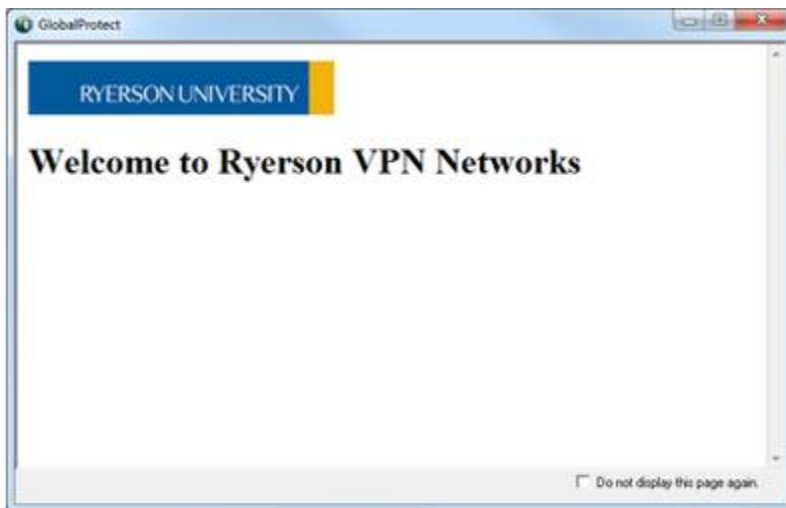 GlobalProtect
RYERSON UNIVERSITY
Welcome to Ryerson VPN Networks
Do not display this page again.